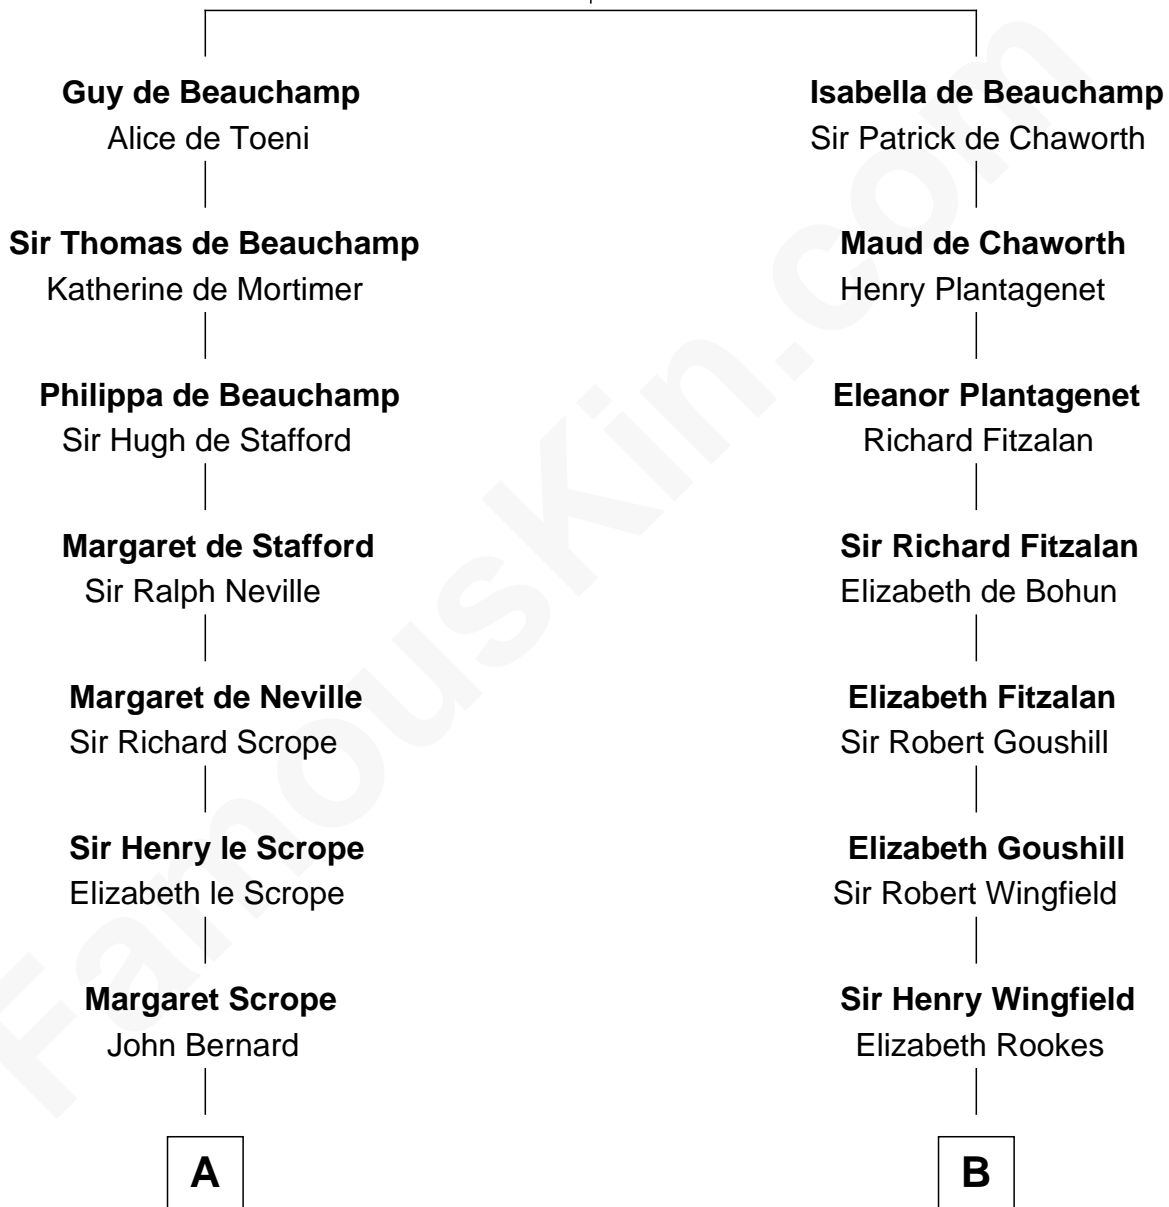 Guy de Beauchamp
Alice de Toeni
Sir Thomas de Beauchamp
Katherine de Mortimer
Philippa de Beauchamp
Sir Hugh de Stafford
Margaret de Stafford
Sir Ralph Neville
Margaret de Neville
Sir Richard Scrope
Sir Henry le Scrope
Elizabeth le Scrope
Margaret Scrope
John Bernard
A
Isabella de Beauchamp
Sir Patrick de Chaworth
Maud de Chaworth
Henry Plantagenet
Eleanor Plantagenet
Richard Fitzalan
Sir Richard Fitzalan
Elizabeth de Bohun
Elizabeth Fitzalan
Sir Robert Goushill
Elizabeth Goushill
Sir Robert Wingfield
Sir Henry Wingfield
Elizabeth Rookes
B
FamousKin.com